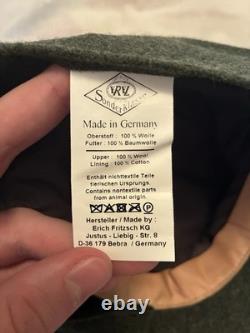 WRV
Sonderklasse
Made in Germany
Oberstoff : 100 % Wolle
Futter : 100 % Baumwolle
Upper : 100 % Wool
Lining : 100 % Cotton
Enthält nichttextile Teile
tierischen Ursprungs.
Contains nontextile parts
from animal origin.
Hersteller / Made by :
Erich Fritzsch KG
Justus - Liebig - Str. 8
D-36 179 Bebra / Germany